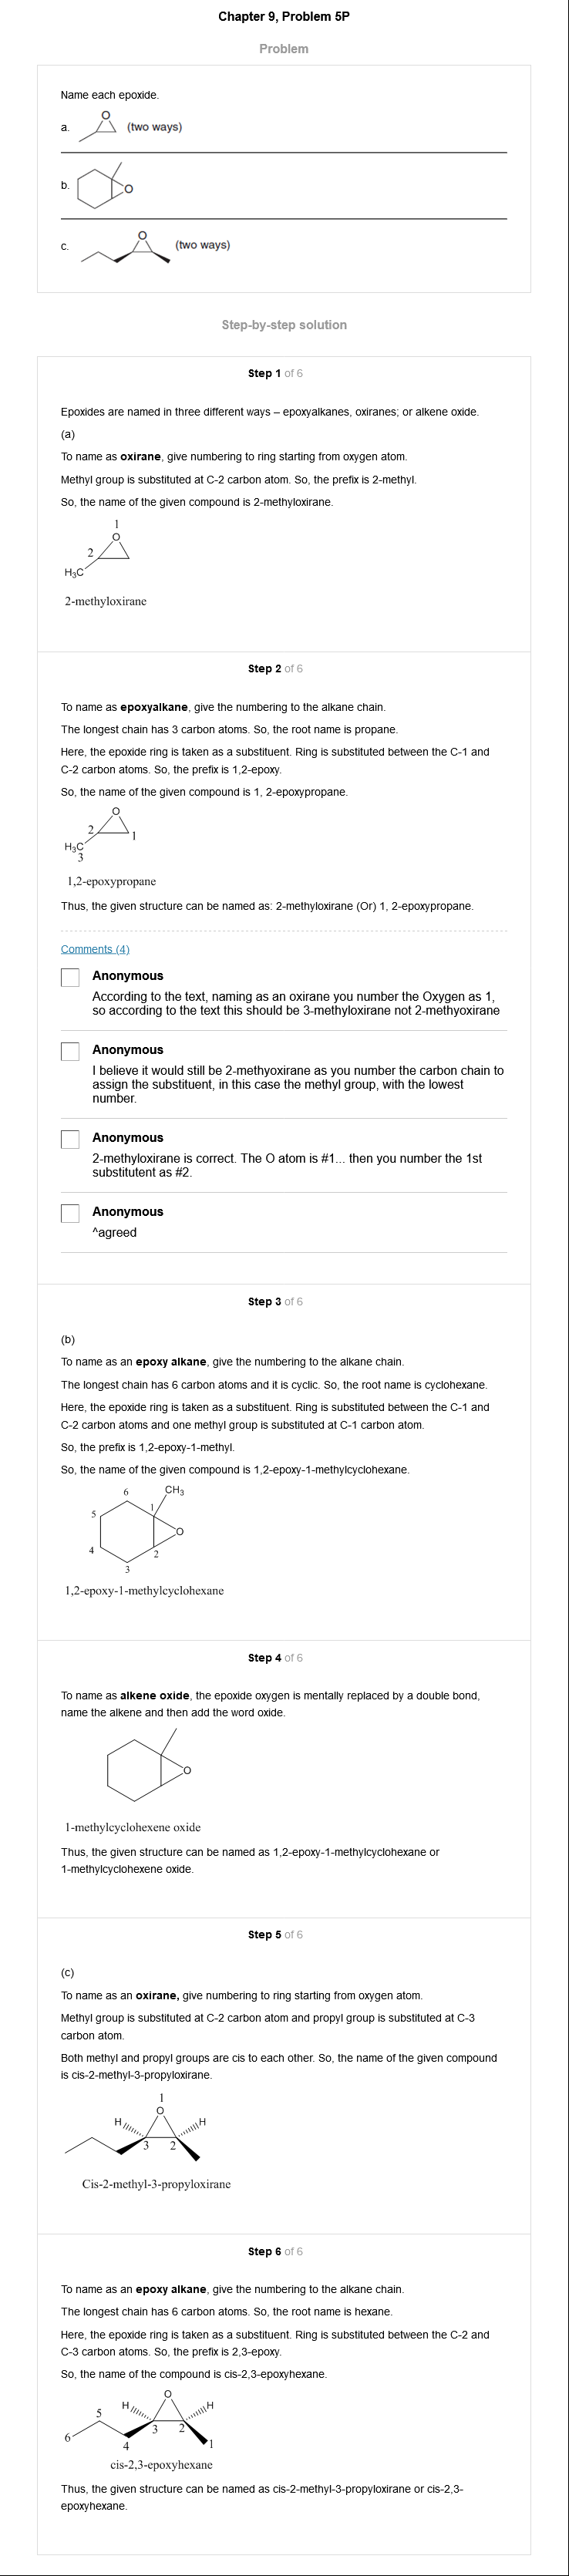 Chapter 9, Problem 5P
Problem
Name each epoxide.
a.
O
(two ways)
b.
O
c.
O
(two ways)
Step-by-step solution
Step 1 of 6
Epoxides are named in three different ways – epoxyalkanes, oxiranes; or alkene oxide.
(a)
To name as oxirane, give numbering to ring starting from oxygen atom.
Methyl group is substituted at C-2 carbon atom. So, the prefix is 2-methyl.
So, the name of the given compound is 2-methyloxirane.
1
O
2
H₃C
2-methyloxirane
Step 2 of 6
To name as epoxyalkane, give the numbering to the alkane chain.
The longest chain has 3 carbon atoms. So, the root name is propane.
Here, the epoxide ring is taken as a substituent. Ring is substituted between the C-1 and
C-2 carbon atoms. So, the prefix is 1,2-epoxy.
So, the name of the given compound is 1, 2-epoxypropane.
O
2
1
H₃C
3
1,2-epoxypropane
Thus, the given structure can be named as: 2-methyloxirane (Or) 1, 2-epoxypropane.
Comments (4)
Anonymous
According to the text, naming as an oxirane you number the Oxygen as 1,
so according to the text this should be 3-methyloxirane not 2-methyoxirane
Anonymous
I believe it would still be 2-methyoxirane as you number the carbon chain to
assign the substituent, in this case the methyl group, with the lowest
number.
Anonymous
2-methyloxirane is correct. The O atom is #1... then you number the 1st
substitutent as #2.
Anonymous
^agreed
Step 3 of 6
(b)
To name as an epoxy alkane, give the numbering to the alkane chain.
The longest chain has 6 carbon atoms and it is cyclic. So, the root name is cyclohexane.
Here, the epoxide ring is taken as a substituent. Ring is substituted between the C-1 and
C-2 carbon atoms and one methyl group is substituted at C-1 carbon atom.
So, the prefix is 1,2-epoxy-1-methyl.
So, the name of the given compound is 1,2-epoxy-1-methylcyclohexane.
6
CH₃
5
1
O
4
2
3
1,2-epoxy-1-methylcyclohexane
Step 4 of 6
To name as alkene oxide, the epoxide oxygen is mentally replaced by a double bond,
name the alkene and then add the word oxide.
O
1-methylcyclohexene oxide
Thus, the given structure can be named as 1,2-epoxy-1-methylcyclohexane or
1-methylcyclohexene oxide.
Step 5 of 6
(c)
To name as an oxirane, give numbering to ring starting from oxygen atom.
Methyl group is substituted at C-2 carbon atom and propyl group is substituted at C-3
carbon atom.
Both methyl and propyl groups are cis to each other. So, the name of the given compound
is cis-2-methyl-3-propyloxirane.
1
O
H
H
3
2
Cis-2-methyl-3-propyloxirane
Step 6 of 6
To name as an epoxy alkane, give the numbering to the alkane chain.
The longest chain has 6 carbon atoms. So, the root name is hexane.
Here, the epoxide ring is taken as a substituent. Ring is substituted between the C-2 and
C-3 carbon atoms. So, the prefix is 2,3-epoxy.
So, the name of the compound is cis-2,3-epoxyhexane.
O
H
H
5
3
2
6
4
1
cis-2,3-epoxyhexane
Thus, the given structure can be named as cis-2-methyl-3-propyloxirane or cis-2,3-
epoxyhexane.